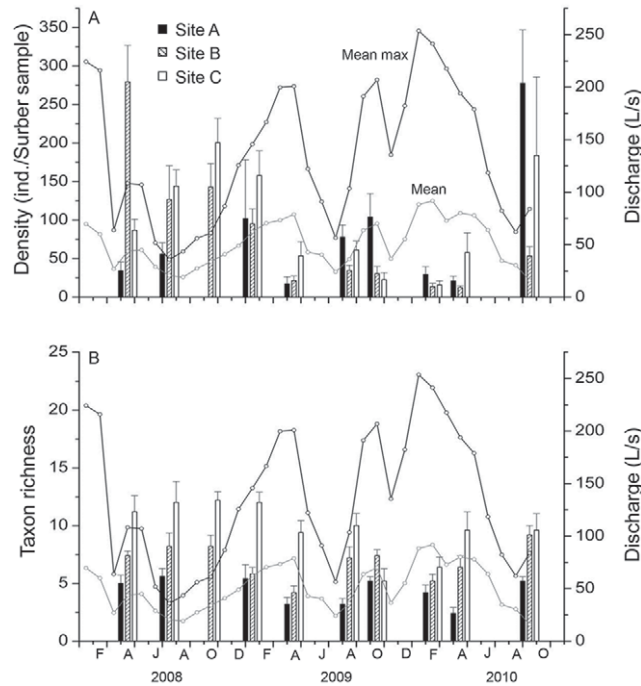 A
Site A
Site B
Site C
Mean max
Mean
Density (ind./Surber sample)
350
300
250
200
150
100
50
0
Discharge (L/s)
250
200
150
100
50
0
B
Taxon richness
25
20
15
10
5
0
Discharge (L/s)
250
200
150
100
50
0
F A J A O D F A J A O D F A J A O
2008 2009 2010